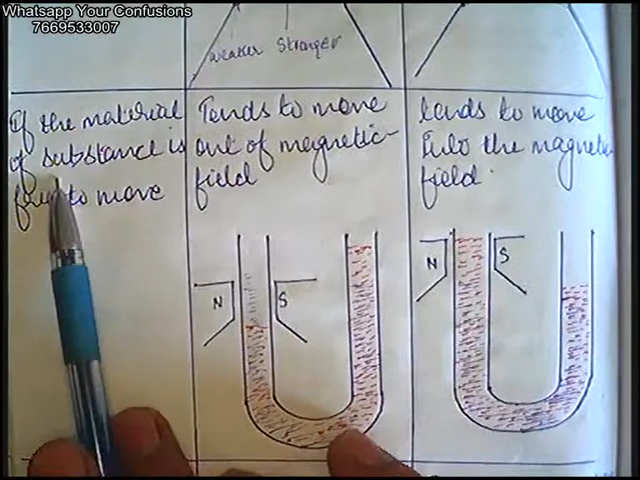 Whatsapp Your Confusions
7669533007
weaker Stronger
If the material
of substance is
free to move
Tends to move
out of magnetic-
field
tends to move
Into the magnetic
field.
N
S
N
S